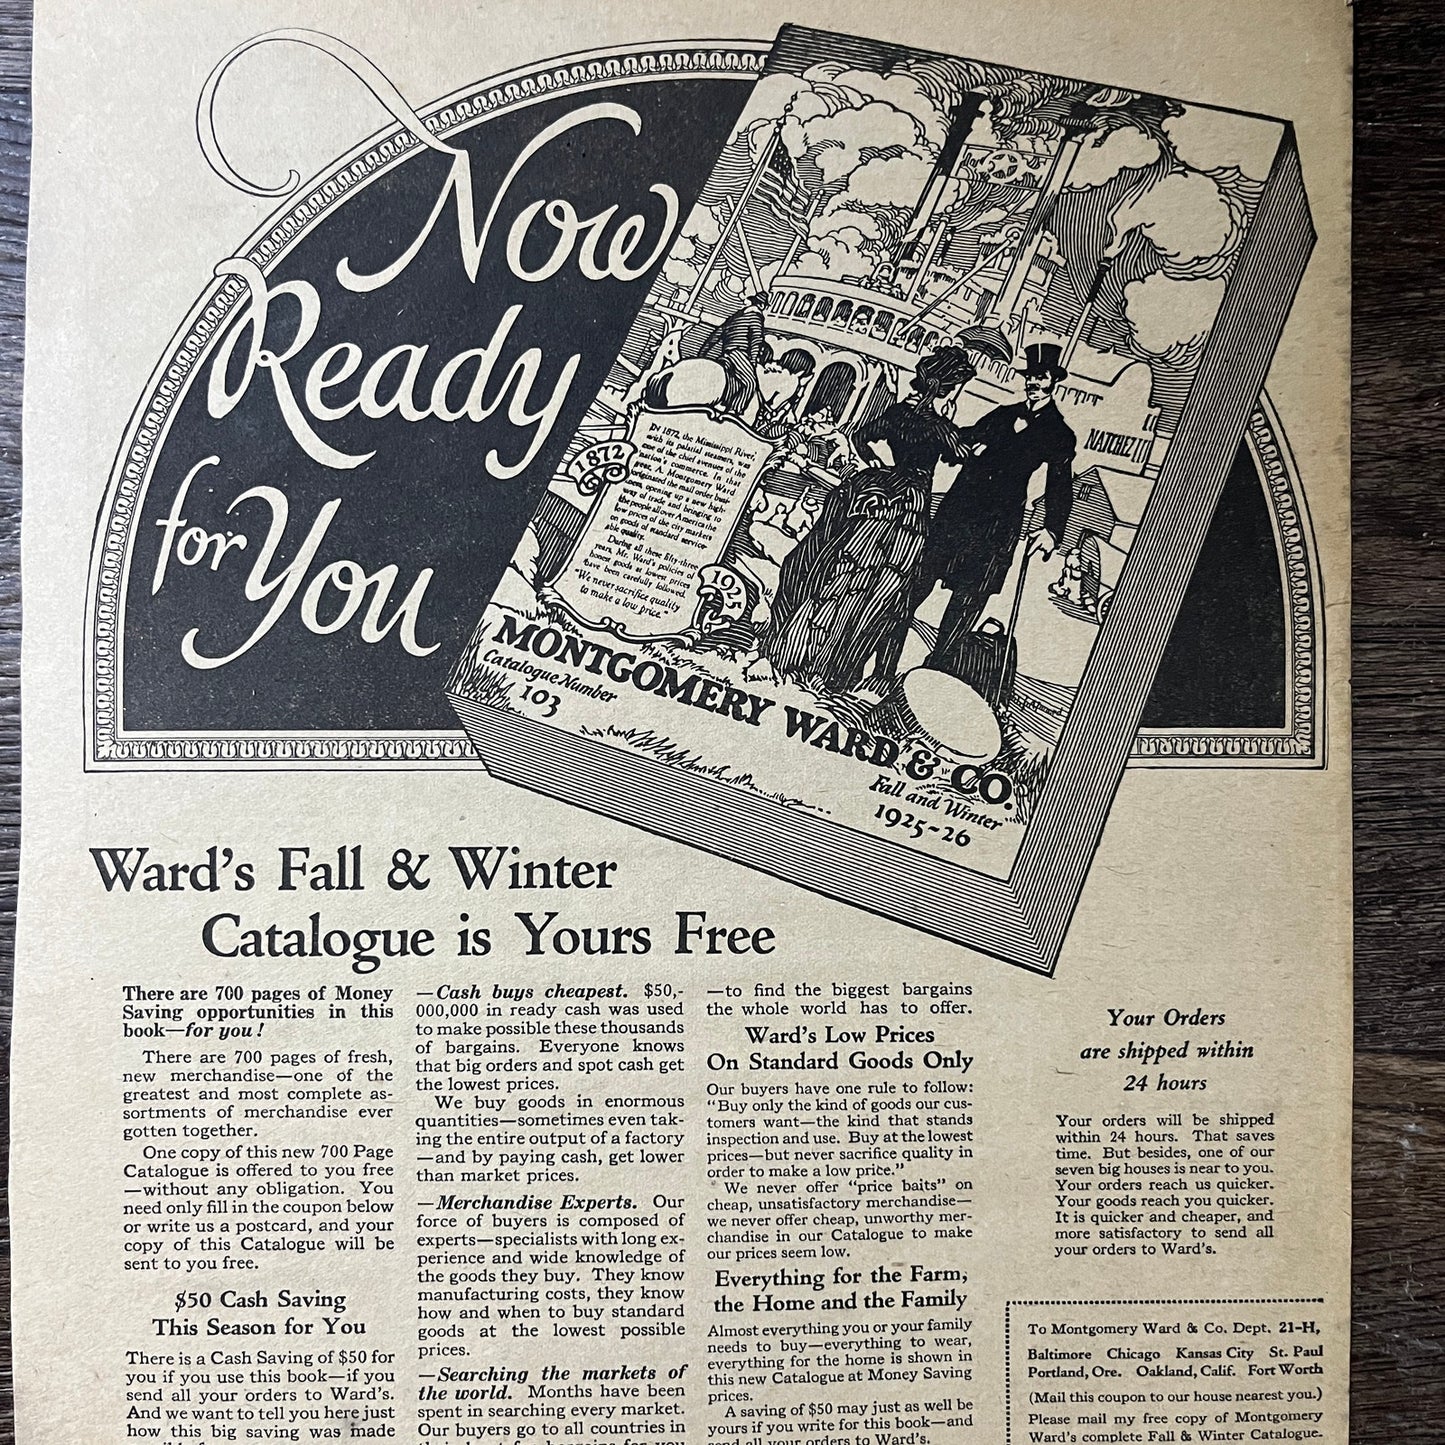 Now
Ready
for You
NATCHEZ
1872
In 1872, the Mississippi River,
with its palatial steamers, was
one of the chief avenues of the
nation's commerce. In that
year, A. Montgomery Ward
originated the mail order busi-
ness, opening up a new high-
way of trade and bringing to
the people all over America the
low prices of the city markets
on goods of standard service-
able quality.
During all these fifty-three
years, Mr. Ward's policies of
honest goods at lowest prices
have been carefully followed.
"We never sacrifice quality
to make a low price."
1925
MONTGOMERY WARD & CO.
Catalogue Number
103
Fall and Winter
1925-26
Ward's Fall & Winter
Catalogue is Yours Free
There are 700 pages of Money
Saving opportunities in this
book—for you!
There are 700 pages of fresh,
new merchandise—one of the
greatest and most complete as-
sortments of merchandise ever
gotten together.
One copy of this new 700 Page
Catalogue is offered to you free
—without any obligation. You
need only fill in the coupon below
or write us a postcard, and your
copy of this Catalogue will be
sent to you free.
$50 Cash Saving
This Season for You
There is a Cash Saving of $50 for
you if you use this book—if you
send all your orders to Ward's.
And we want to tell you here just
how this big saving was made
—Cash buys cheapest. $50,-
000,000 in ready cash was used
to make possible these thousands
of bargains. Everyone knows
that big orders and spot cash get
the lowest prices.
We buy goods in enormous
quantities—sometimes even tak-
ing the entire output of a factory
—and by paying cash, get lower
than market prices.
—Merchandise Experts. Our
force of buyers is composed of
experts—specialists with long ex-
perience and wide knowledge of
the goods they buy. They know
manufacturing costs, they know
how and when to buy standard
goods at the lowest possible
prices.
—Searching the markets of
the world. Months have been
spent in searching every market.
Our buyers go to all countries in
—to find the biggest bargains
the whole world has to offer.
Ward's Low Prices
On Standard Goods Only
Our buyers have one rule to follow:
"Buy only the kind of goods our cus-
tomers want—the kind that stands
inspection and use. Buy at the lowest
prices—but never sacrifice quality in
order to make a low price."
We never offer "price baits" on
cheap, unsatisfactory merchandise—
we never offer cheap, unworthy mer-
chandise in our Catalogue to make
our prices seem low.
Everything for the Farm,
the Home and the Family
Almost everything you or your family
needs to buy—everything to wear,
everything for the home is shown in
this new Catalogue at Money Saving
prices.
A saving of $50 may just as well be
yours if you write for this book—and
send all your orders to Ward's.
Your Orders
are shipped within
24 hours
Your orders will be shipped
within 24 hours. That saves
time. But besides, one of our
seven big houses is near to you.
Your orders reach us quicker.
Your goods reach you quicker.
It is quicker and cheaper, and
more satisfactory to send all
your orders to Ward's.
To Montgomery Ward & Co. Dept. 21-H,
Baltimore Chicago Kansas City St. Paul
Portland, Ore. Oakland, Calif. Fort Worth
(Mail this coupon to our house nearest you.)
Please mail my free copy of Montgomery
Ward's complete Fall & Winter Catalogue.